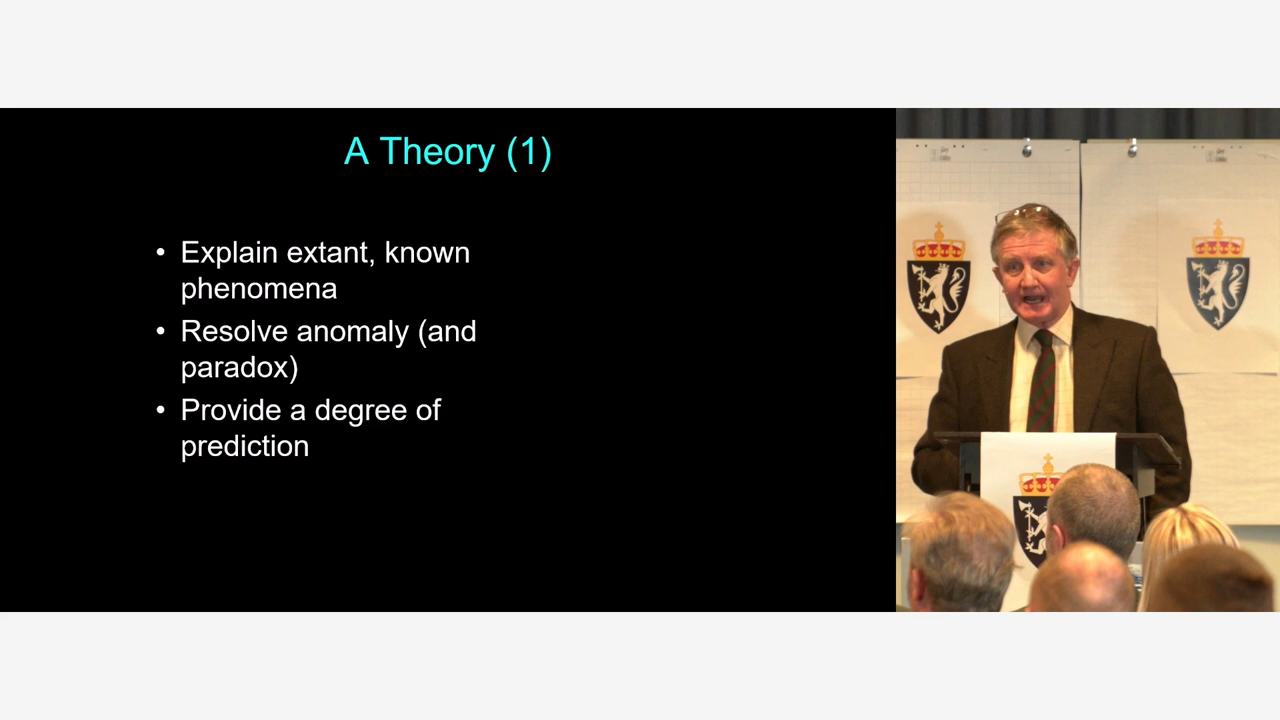 A Theory (1)
• Explain extant, known
phenomena
• Resolve anomaly (and
paradox)
• Provide a degree of
prediction